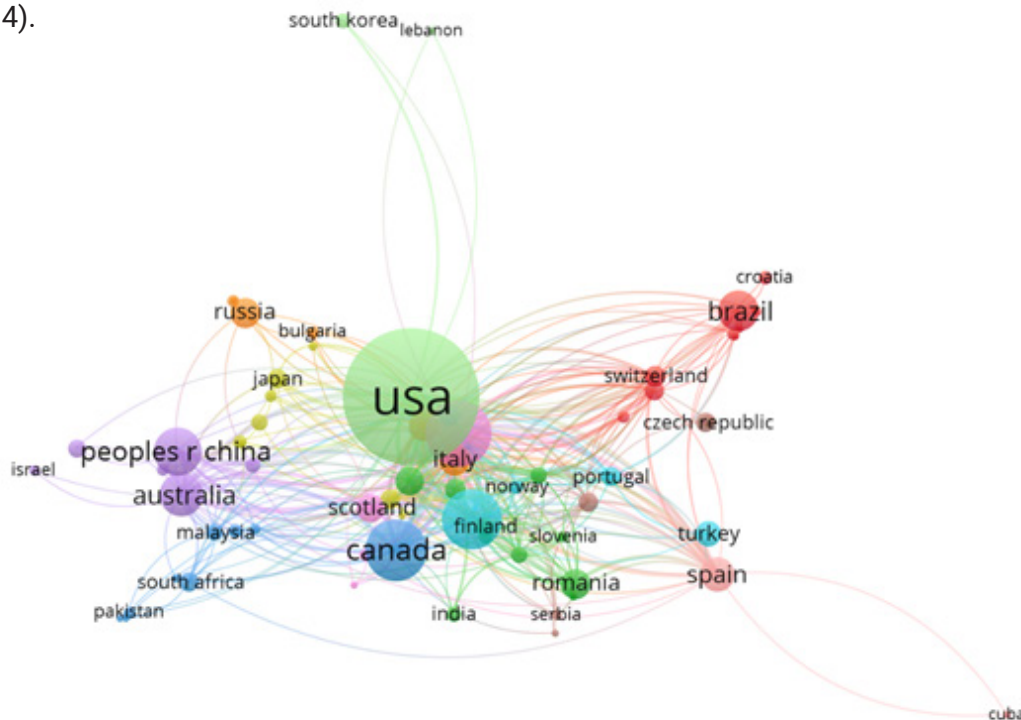 4).
south korea
lebanon
croatia
russia
brazil
bulgaria
japan
switzerland
usa
czech republic
peoples r china
italy
israel
portugal
norway
australia
scotland
finland
malaysia
slovenia
turkey
canada
spain
south africa
romania
pakistan
india
serbia
cuba